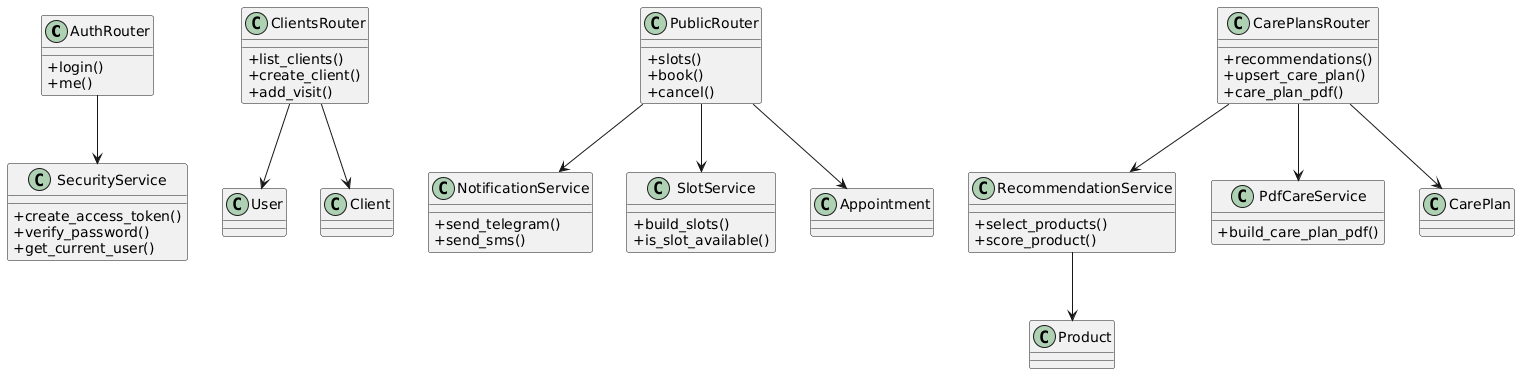 C AuthRouter
+login()
+me()
C ClientsRouter
+list_clients()
+create_client()
+add_visit()
C PublicRouter
+slots()
+book()
+cancel()
C CarePlansRouter
+recommendations()
+upsert_care_plan()
+care_plan_pdf()
C SecurityService
+create_access_token()
+verify_password()
+get_current_user()
C User
C Client
C NotificationService
+send_telegram()
+send_sms()
C SlotService
+build_slots()
+is_slot_available()
C Appointment
C RecommendationService
+select_products()
+score_product()
C PdfCareService
+build_care_plan_pdf()
C CarePlan
C Product